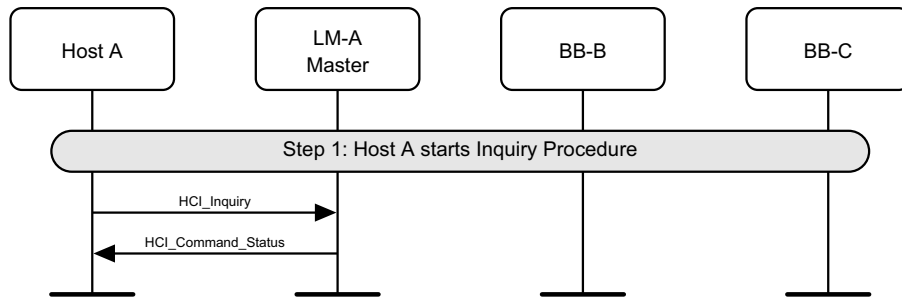 Host A
LM-A
Master
BB-B
BB-C
Step 1: Host A starts Inquiry Procedure
HCI_Inquiry
HCI_Command_Status